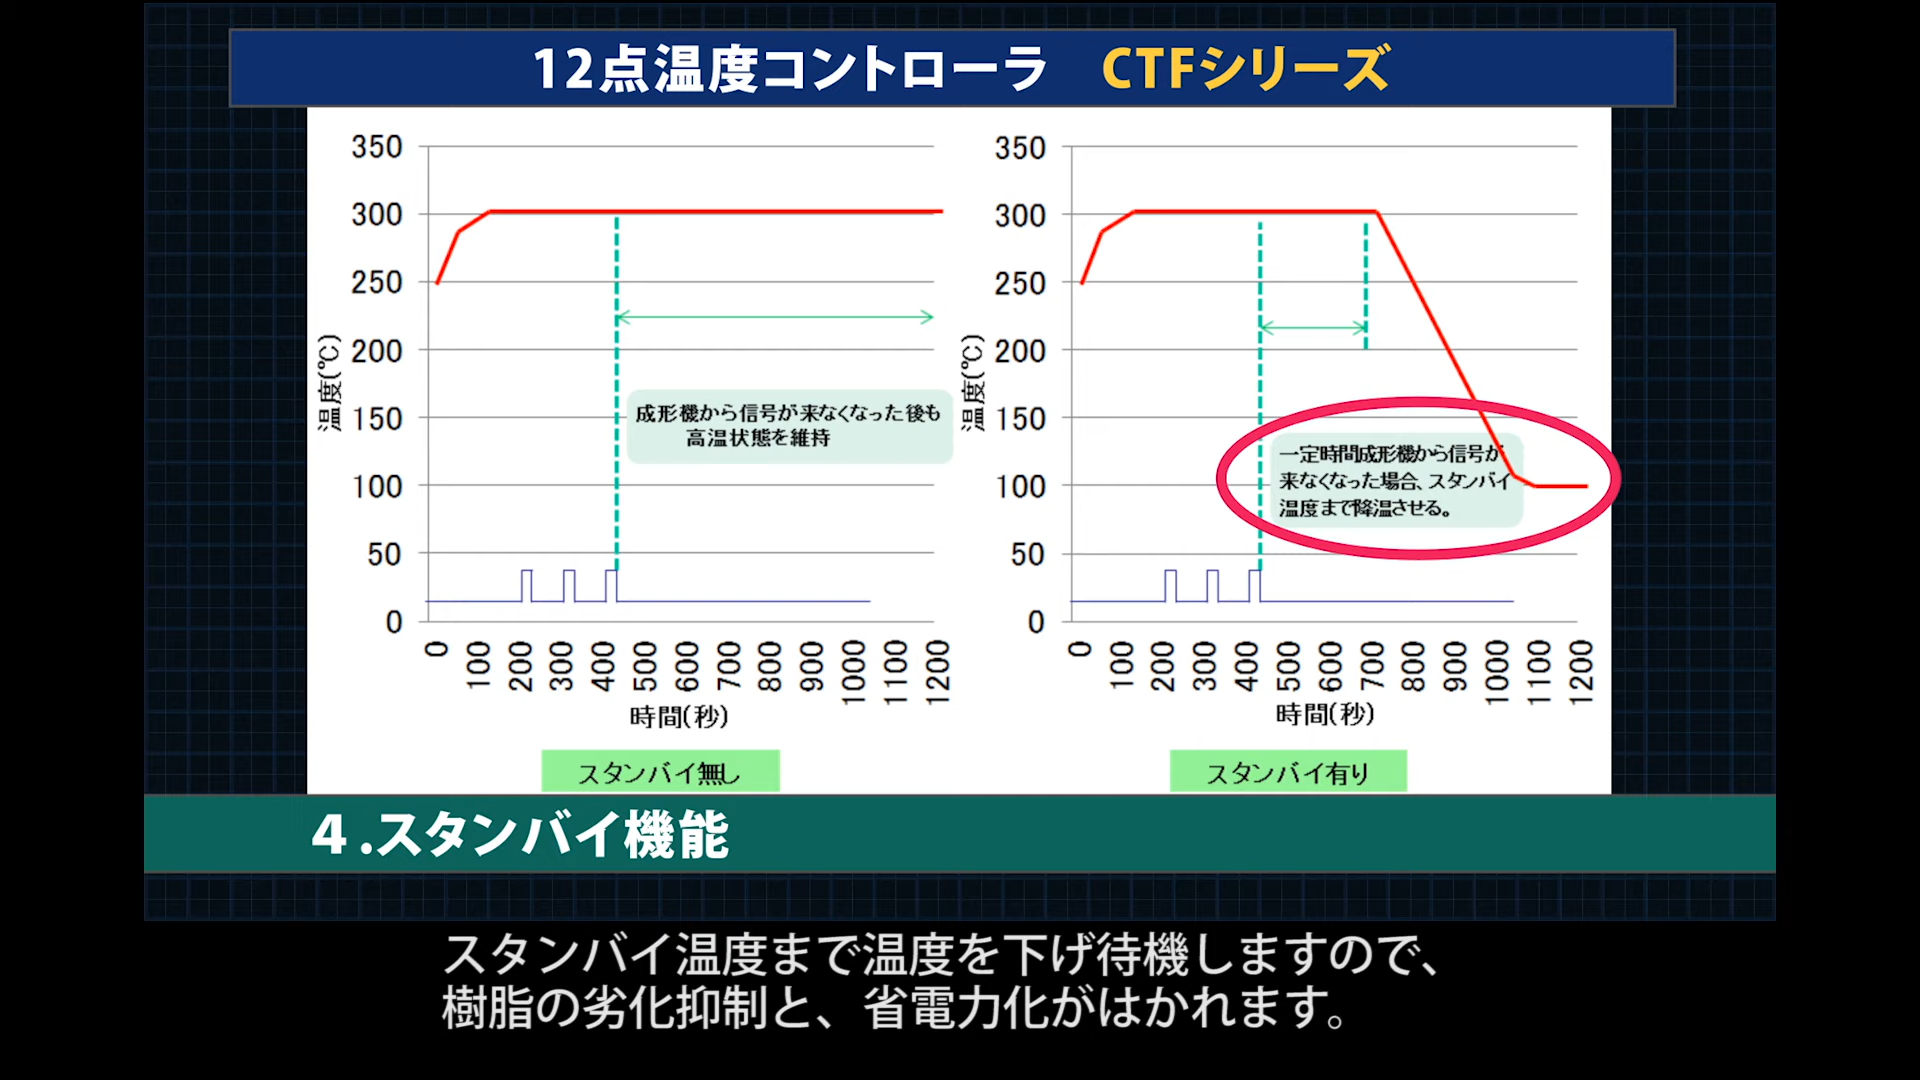 12点温度コントローラ　CTFシリーズ
350
300
250
200
150
100
50
0
温度(℃)
成形機から信号が来なくなった後も
高温状態を維持
0 100 200 300 400 500 600 700 800 900 1000 1100 1200
時間(秒)
スタンバイ無し
350
300
250
200
150
100
50
0
温度(℃)
一定時間成形機から信号が
来なくなった場合、スタンバイ
温度まで降温させる。
0 100 200 300 400 500 600 700 800 900 1000 1100 1200
時間(秒)
スタンバイ有り
４.スタンバイ機能
スタンバイ温度まで温度を下げ待機しますので、
樹脂の劣化抑制と、省電力化がはかれます。